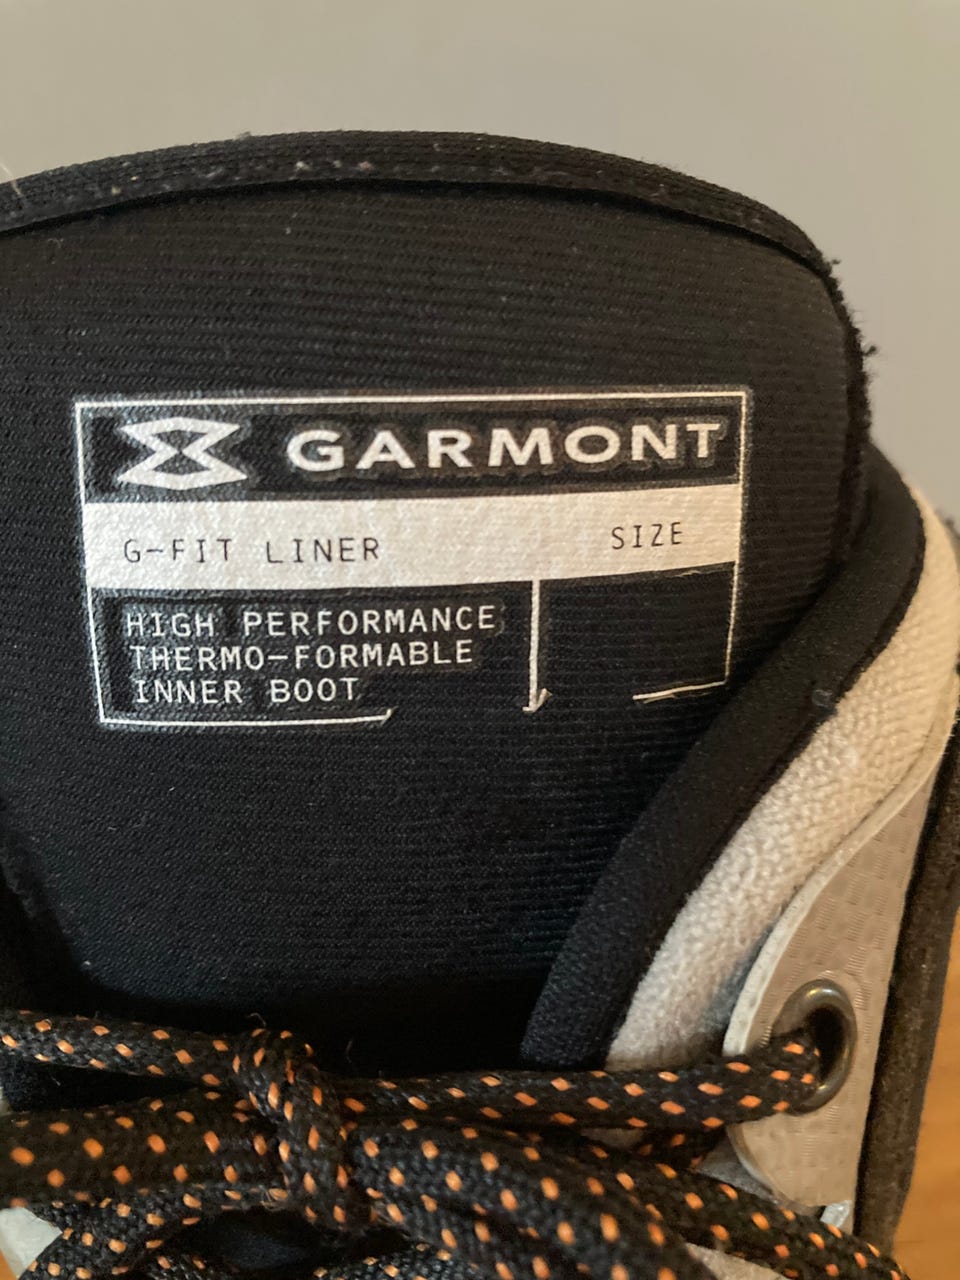 GARMONT
G-FIT LINER SIZE
HIGH PERFORMANCE
THERMO-FORMABLE
INNER BOOT